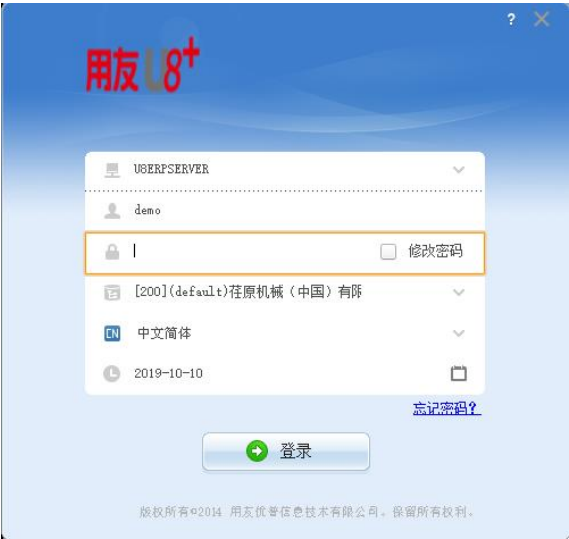 ?
用友 U8+
U8ERPSERVER
demo
修改密码
[200](default)荏原机械（中国）有限
EN 中文简体
2019-10-10
忘记密码?
登录
版权所有©2014 用友优普信息技术有限公司。保留所有权利。